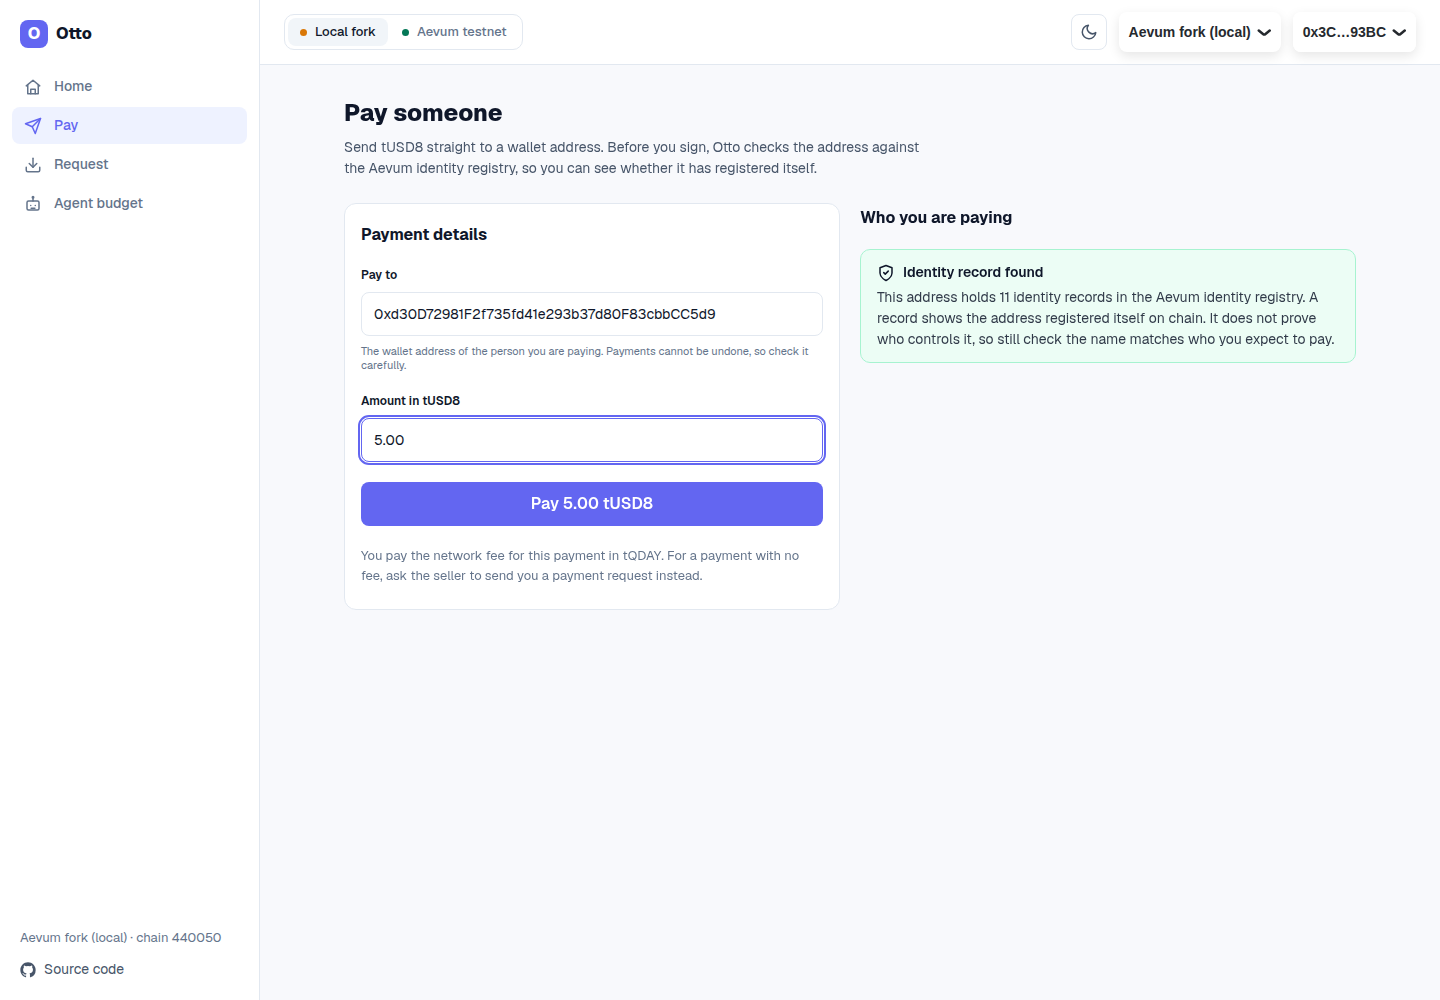 O Otto
Home
Pay
Request
Agent budget
Aevum fork (local) · chain 440050
Source code
Local fork
Aevum testnet
Aevum fork (local)
0x3C...93BC
Pay someone
Send tUSD8 straight to a wallet address. Before you sign, Otto checks the address against
the Aevum identity registry, so you can see whether it has registered itself.
Payment details
Pay to
0xd30D72981F2f735fd41e293b37d80F83cbbCC5d9
The wallet address of the person you are paying. Payments cannot be undone, so check it
carefully.
Amount in tUSD8
5.00
Pay 5.00 tUSD8
You pay the network fee for this payment in tQDAY. For a payment with no
fee, ask the seller to send you a payment request instead.
Who you are paying
Identity record found
This address holds 11 identity records in the Aevum identity registry. A
record shows the address registered itself on chain. It does not prove
who controls it, so still check the name matches who you expect to pay.